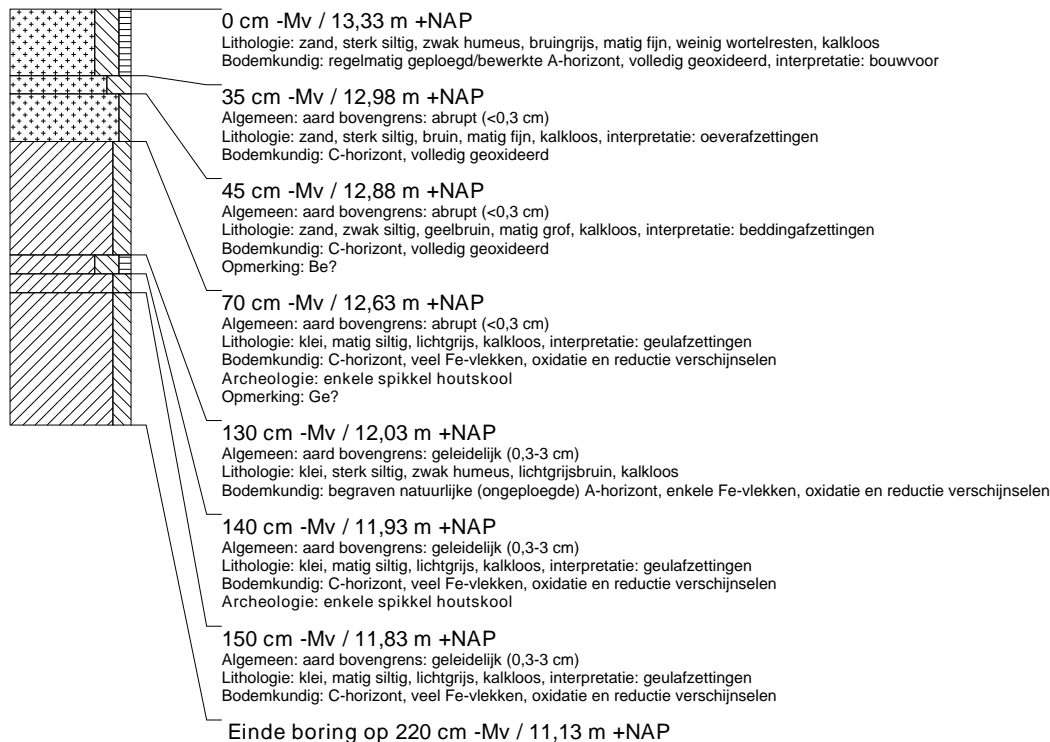 0 cm -Mv / 13,33 m +NAP
Lithologie: zand, sterk siltig, zwak humeus, bruingrijs, matig fijn, weinig wortelresten, kalkloos
Bodemkundig: regelmatig geploegd/bewerkte A-horizont, volledig geoxideerd, interpretatie: bouwvoor
35 cm -Mv / 12,98 m +NAP
Algemeen: aard bovengrens: abrupt (<0,3 cm)
Lithologie: zand, sterk siltig, bruin, matig fijn, kalkloos, interpretatie: oeverafzettingen
Bodemkundig: C-horizont, volledig geoxideerd
45 cm -Mv / 12,88 m +NAP
Algemeen: aard bovengrens: abrupt (<0,3 cm)
Lithologie: zand, zwak siltig, geelbruin, matig grof, kalkloos, interpretatie: beddingafzettingen
Bodemkundig: C-horizont, volledig geoxideerd
Opmerking: Be?
70 cm -Mv / 12,63 m +NAP
Algemeen: aard bovengrens: abrupt (<0,3 cm)
Lithologie: klei, matig siltig, lichtgrijs, kalkloos, interpretatie: geulafzettingen
Bodemkundig: C-horizont, veel Fe-vlekken, oxidatie en reductie verschijnselen
Archeologie: enkele spikkel houtskool
Opmerking: Ge?
130 cm -Mv / 12,03 m +NAP
Algemeen: aard bovengrens: geleidelijk (0,3-3 cm)
Lithologie: klei, sterk siltig, zwak humeus, lichtgrijsbruin, kalkloos
Bodemkundig: begraven natuurlijke (ongeploegde) A-horizont, enkele Fe-vlekken, oxidatie en reductie verschijnselen
140 cm -Mv / 11,93 m +NAP
Algemeen: aard bovengrens: geleidelijk (0,3-3 cm)
Lithologie: klei, matig siltig, lichtgrijs, kalkloos, interpretatie: geulafzettingen
Bodemkundig: C-horizont, veel Fe-vlekken, oxidatie en reductie verschijnselen
Archeologie: enkele spikkel houtskool
150 cm -Mv / 11,83 m +NAP
Algemeen: aard bovengrens: geleidelijk (0,3-3 cm)
Lithologie: klei, matig siltig, lichtgrijs, kalkloos, interpretatie: geulafzettingen
Bodemkundig: C-horizont, veel Fe-vlekken, oxidatie en reductie verschijnselen
Einde boring op 220 cm -Mv / 11,13 m +NAP